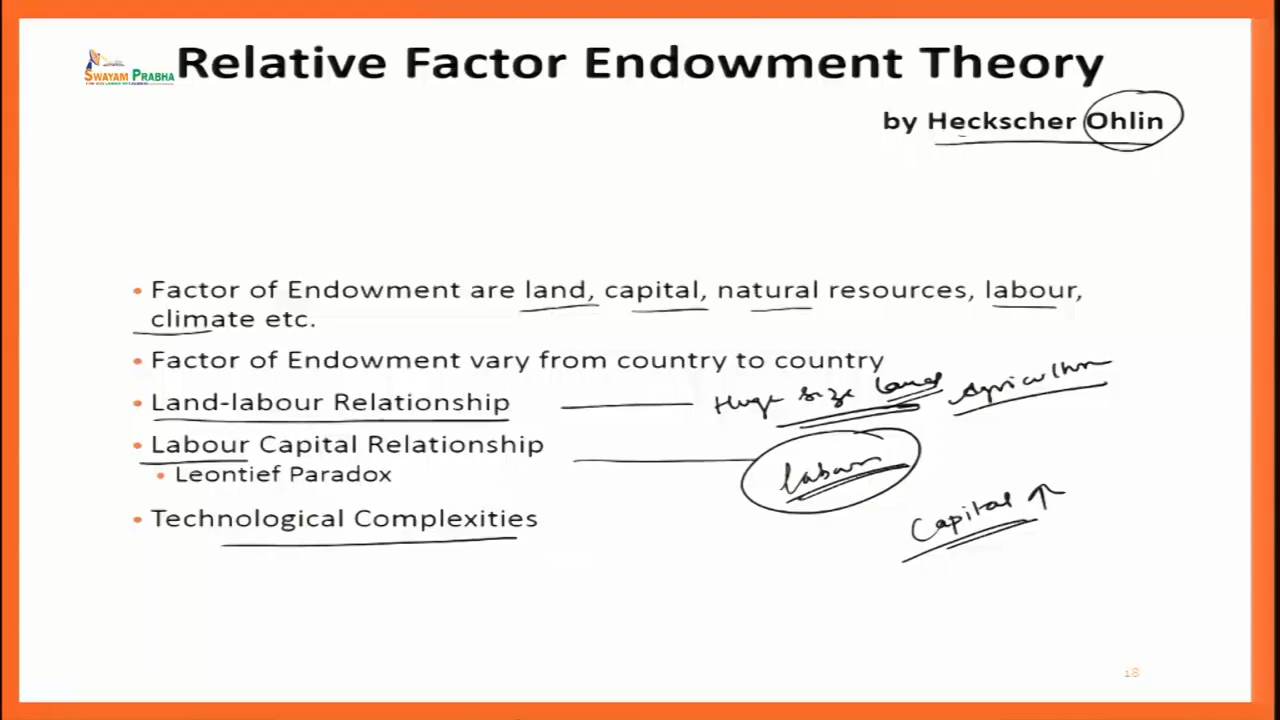 Relative Factor Endowment Theory
SWAYAM PRABHA
by Heckscher Ohlin
• Factor of Endowment are land, capital, natural resources, labour,
climate etc.
• Factor of Endowment vary from country to country
• Land-labour Relationship
Huge size land Agriculture
• Labour Capital Relationship
• Leontief Paradox
labour
• Technological Complexities
Capital ↑
18